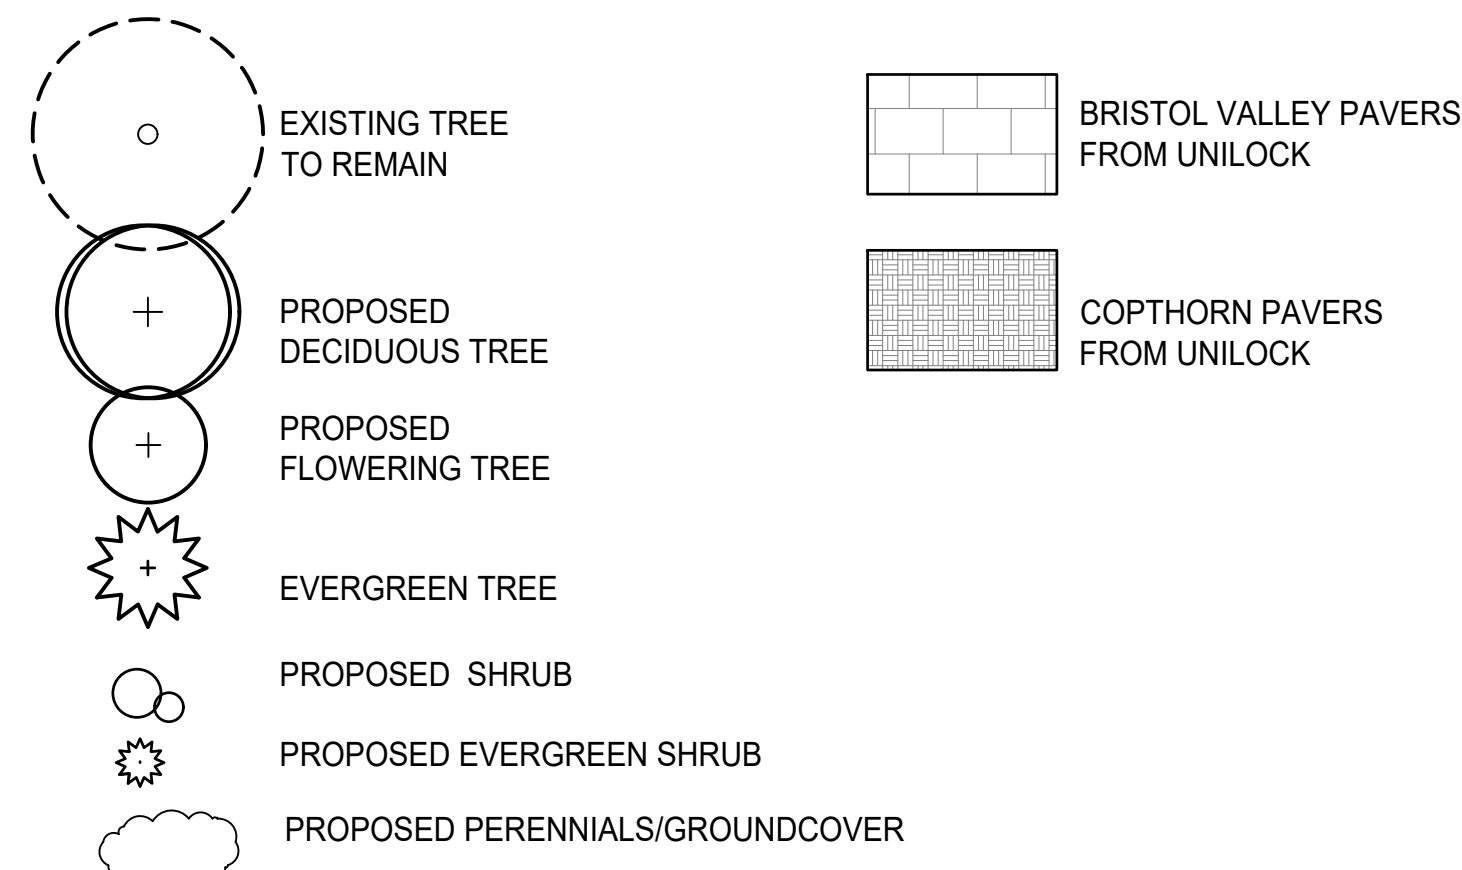 EXISTING TREE
TO REMAIN
PROPOSED
DECIDUOUS TREE
PROPOSED
FLOWERING TREE
EVERGREEN TREE
PROPOSED  SHRUB
PROPOSED EVERGREEN SHRUB
PROPOSED PERENNIALS/GROUNDCOVER
BRISTOL VALLEY PAVERS
FROM UNILOCK
COPTHORN PAVERS
FROM UNILOCK